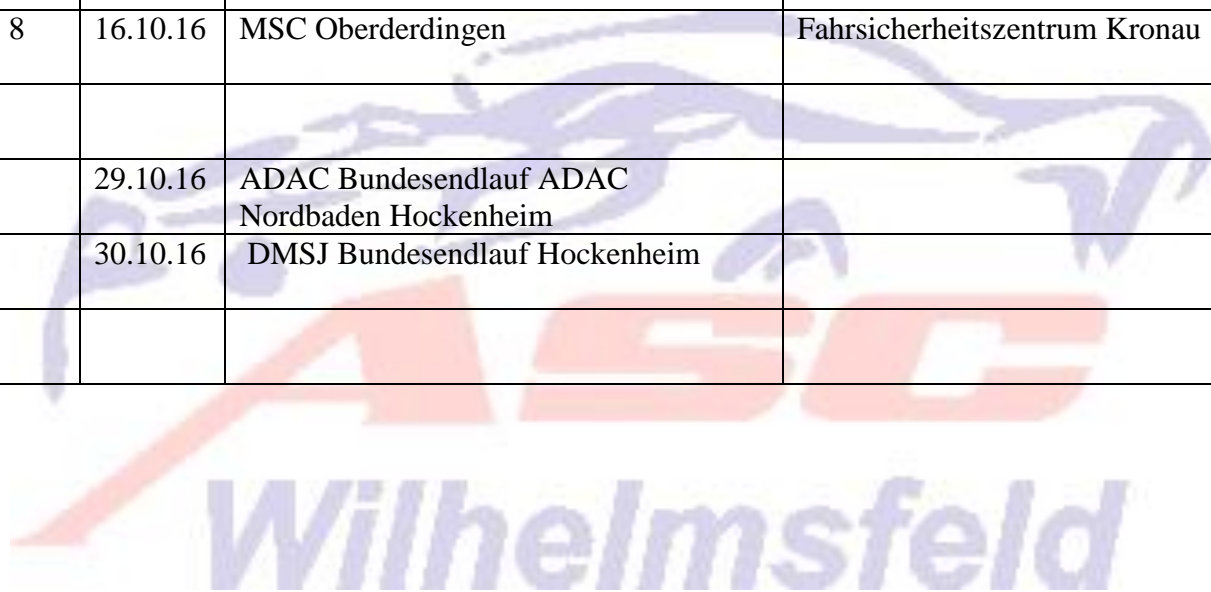 8 16.10.16 MSC Oberderdingen Fahrsicherheitszentrum Kronau
29.10.16 ADAC Bundesendlauf ADAC
Nordbaden Hockenheim
30.10.16 DMSJ Bundesendlauf Hockenheim
ASC
Wilhelmsfeld